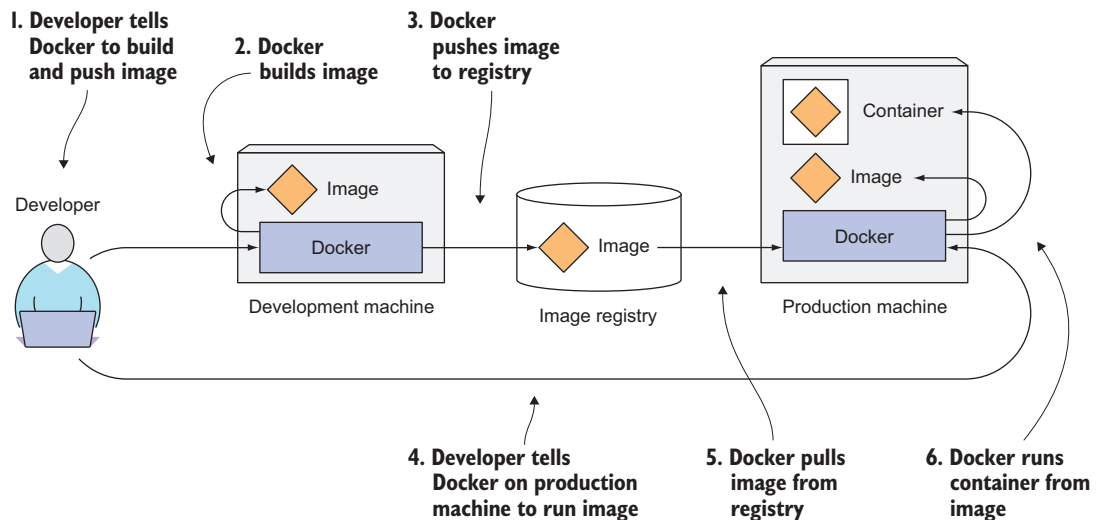 1. Developer tells
Docker to build
and push image
2. Docker
builds image
3. Docker
pushes image
to registry
Developer
Image
Docker
Development machine
Image
Image registry
Container
Image
Docker
Production machine
4. Developer tells
Docker on production
machine to run image
5. Docker pulls
image from
registry
6. Docker runs
container from
image